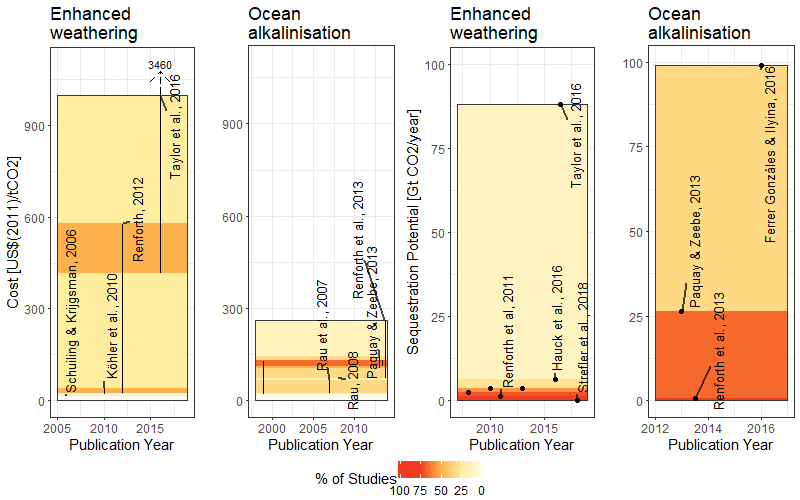 Enhanced
weathering
Ocean
alkalinisation
Enhanced
weathering
Ocean
alkalinisation
Cost [US$(2011)/tCO2]
900
600
300
0
3460
Schuiling & Krijgsman, 2006
Köhler et al., 2010
Renforth, 2012
Taylor et al., 2016
2005
2010
2015
Publication Year
900
600
300
0
Rau et al., 2007
Rau, 2008
Renforth et al., 2013
Paquay & Zeebe, 2013
2000
2005
2010
Publication Year
Sequestration Potential [Gt CO2/year]
100
75
50
25
0
Renforth et al, 2011
Hauck et al., 2016
Taylor et al., 2016
Strefler et al., 2018
2010
2015
Publication Year
100
75
50
25
0
Paquay & Zeebe, 2013
Renforth et al., 2013
Ferrer Gonzáles & Ilyina, 2016
2012
2014
2016
Publication Year
% of Studies
100 75 50 25 0